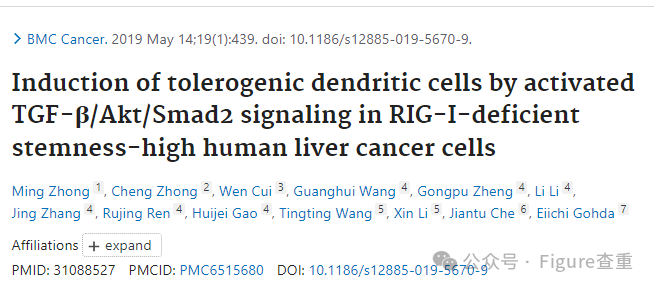 BMC Cancer. 2019 May 14;19(1):439. doi: 10.1186/s12885-019-5670-9.
Induction of tolerogenic dendritic cells by activated
TGF-β/Akt/Smad2 signaling in RIG-I-deficient
stemness-high human liver cancer cells
Ming Zhong 1, Cheng Zhong 2, Wen Cui 3, Guanghui Wang 4, Gongpu Zheng 4, Li Li 4,
Jing Zhang 4, Rujing Ren 4, Huijei Gao 4, Tingting Wang 5, Xin Li 5, Jiantu Che 6, Eiichi Gohda 7
Affiliations + expand
PMID: 31088527 PMCID: PMC6515680 DOI: 10.1186/s12885-019-5670-9
公众号 · Figure查重